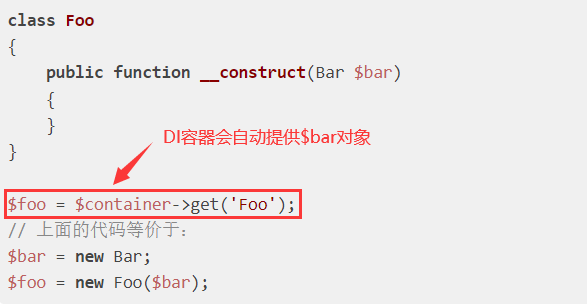 class Foo
{
    public function __construct(Bar $bar)
    {
    }
}
DI容器会自动提供$bar对象
$foo = $container->get('Foo');
// 上面的代码等价于：
$bar = new Bar;
$foo = new Foo($bar);